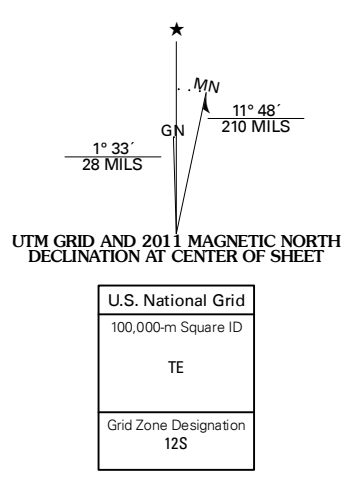 ★
MN
GN
11° 48´
210 MILS
1° 33´
28 MILS
UTM GRID AND 2011 MAGNETIC NORTH
DECLINATION AT CENTER OF SHEET
U.S. National Grid
100,000-m Square ID
TE
Grid Zone Designation
12S